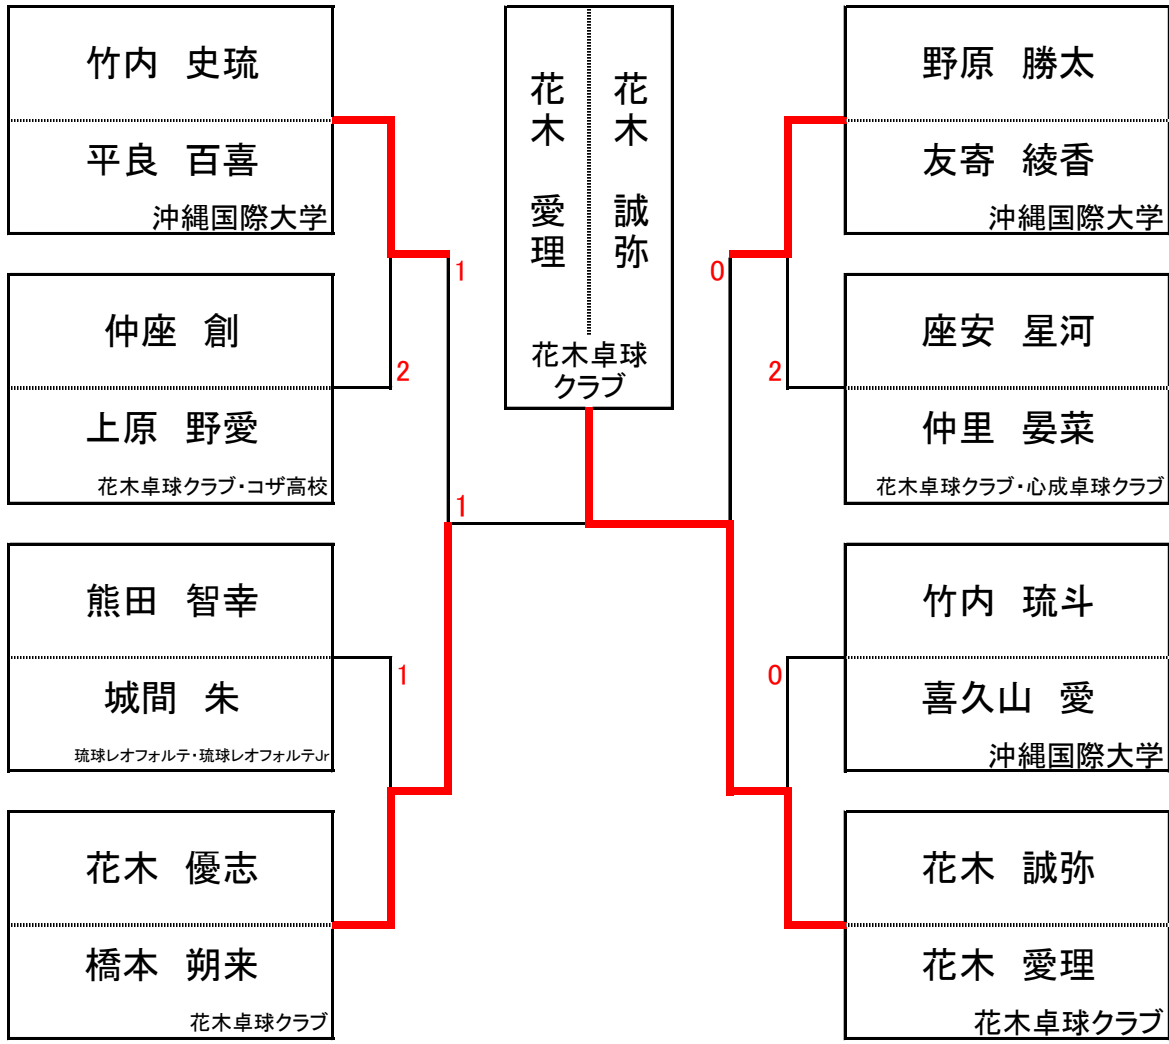 竹内 史琉
平良 百喜
沖縄国際大学
仲座 創
上原 野愛
花木卓球クラブ・コザ高校
熊田 智幸
城間 朱
琉球レオフォルテ・琉球レオフォルテJr
花木 優志
橋本 朔来
花木卓球クラブ
1
2
1
1
花木 誠弥
花木 愛理
花木卓球
クラブ
0
2
0
野原 勝太
友寄 綾香
沖縄国際大学
座安 星河
仲里 晏菜
花木卓球クラブ・心成卓球クラブ
竹内 琉斗
喜久山 愛
沖縄国際大学
花木 誠弥
花木 愛理
花木卓球クラブ